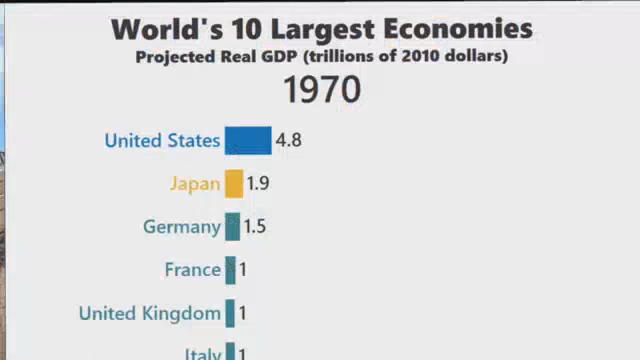 World's 10 Largest Economies
Projected Real GDP (trillions of 2010 dollars)
1970
United States 4.8
Japan 1.9
Germany 1.5
France 1
United Kingdom 1
Italy 1